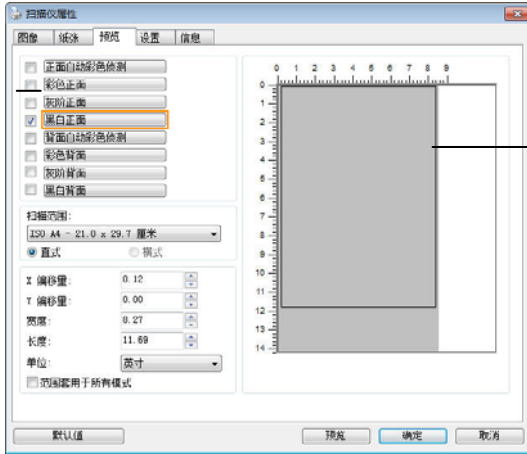 扫描仪属性
图像 纸张 预览 设置 信息
正面自动彩色侦测
彩色正面
灰阶正面
黑白正面
背面自动彩色侦测
彩色背面
灰阶背面
黑白背面
扫描范围:
ISO A4 - 21.0 x 29.7 厘米
直式 横式
X 偏移量: 0.12
Y 偏移量: 0.00
宽度: 8.27
长度: 11.69
单位: 英寸
范围套用于所有模式
0 1 2 3 4 5 6 7 8 9
0
1
2
3
4
5
6
7
8
9
10
11
12
13
14
默认值 预览 确定 取消